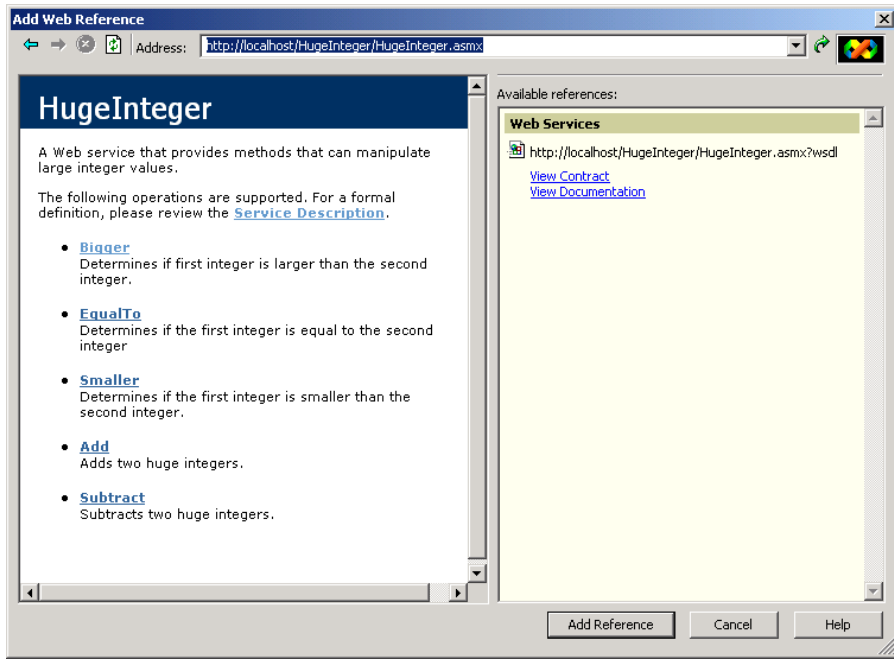 Add Web Reference
Address: http://localhost/HugeInteger/HugeInteger.asmx
HugeInteger
A Web service that provides methods that can manipulate
large integer values.
The following operations are supported. For a formal
definition, please review the Service Description.
• Bigger
Determines if first integer is larger than the second
integer.
• EqualTo
Determines if the first integer is equal to the second
integer
• Smaller
Determines if the first integer is smaller than the
second integer.
• Add
Adds two huge integers.
• Subtract
Subtracts two huge integers.
Available references:
Web Services
http://localhost/HugeInteger/HugeInteger.asmx?wsdl
View Contract
View Documentation
Add Reference Cancel Help